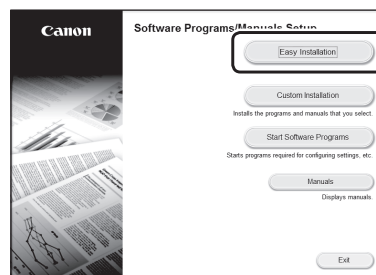 Canon
Software Programs/Manuals Setup
Easy Installation
Custom Installation
Installs the programs and manuals that you select.
Start Software Programs
Starts programs required for configuring settings, etc.
Manuals
Displays manuals.
Exit